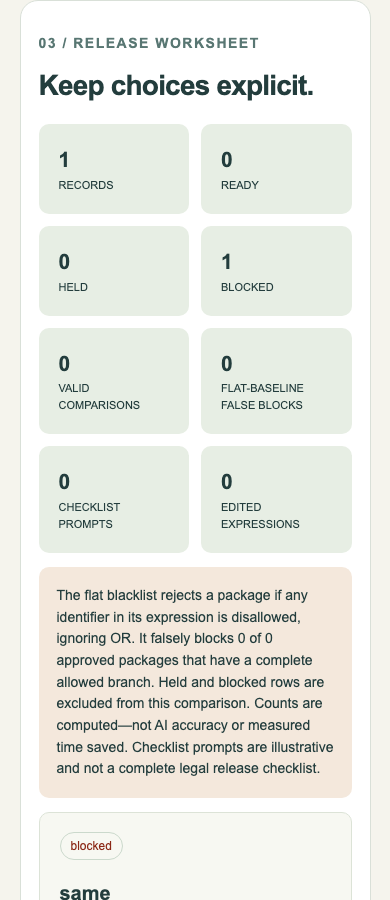 03 / RELEASE WORKSHEET
Keep choices explicit.
1
RECORDS
0
READY
0
HELD
1
BLOCKED
0
VALID
COMPARISONS
0
FLAT-BASELINE
FALSE BLOCKS
0
CHECKLIST
PROMPTS
0
EDITED
EXPRESSIONS
The flat blacklist rejects a package if any
identifier in its expression is disallowed,
ignoring OR. It falsely blocks 0 of 0
approved packages that have a complete
allowed branch. Held and blocked rows are
excluded from this comparison. Counts are
computed—not AI accuracy or measured
time saved. Checklist prompts are illustrative
and not a complete legal release checklist.
blocked
same